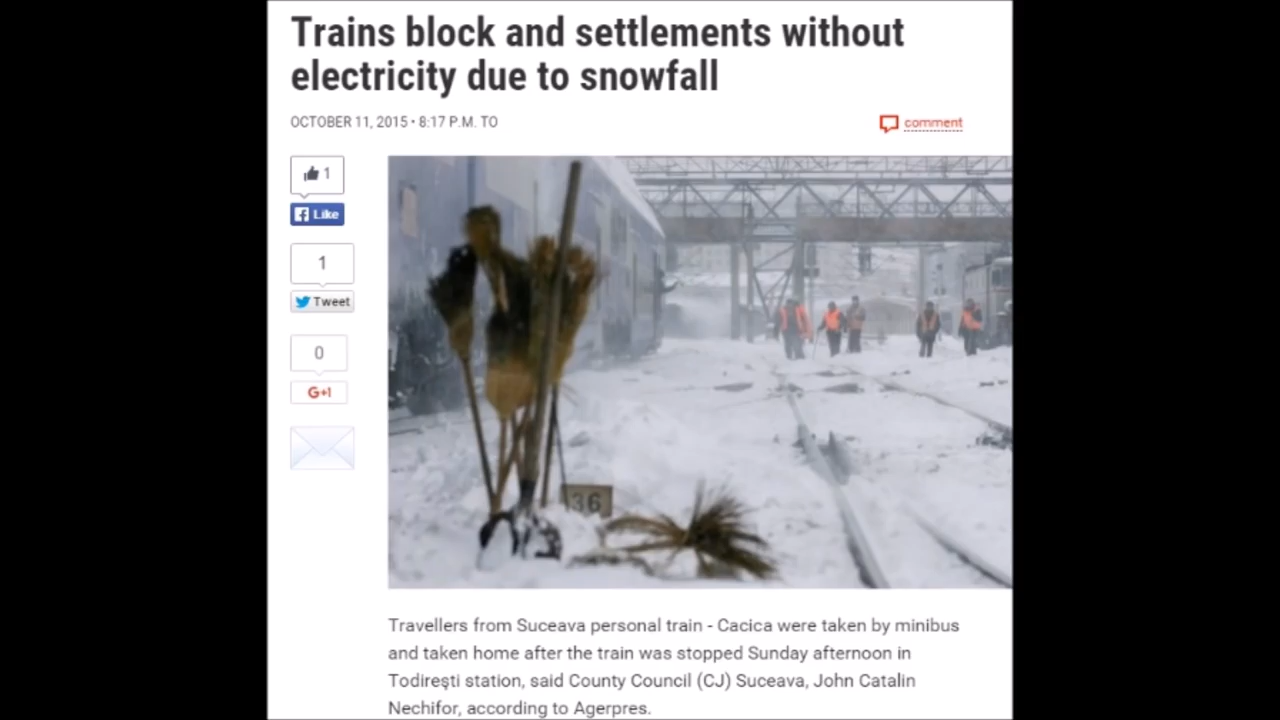 Trains block and settlements without
electricity due to snowfall
OCTOBER 11, 2015 • 8:17 P.M. TO
comment
1
Like
1
Tweet
0
G+1
36
Travellers from Suceava personal train - Cacica were taken by minibus
and taken home after the train was stopped Sunday afternoon in
Todireşti station, said County Council (CJ) Suceava, John Catalin
Nechifor, according to Agerpres.